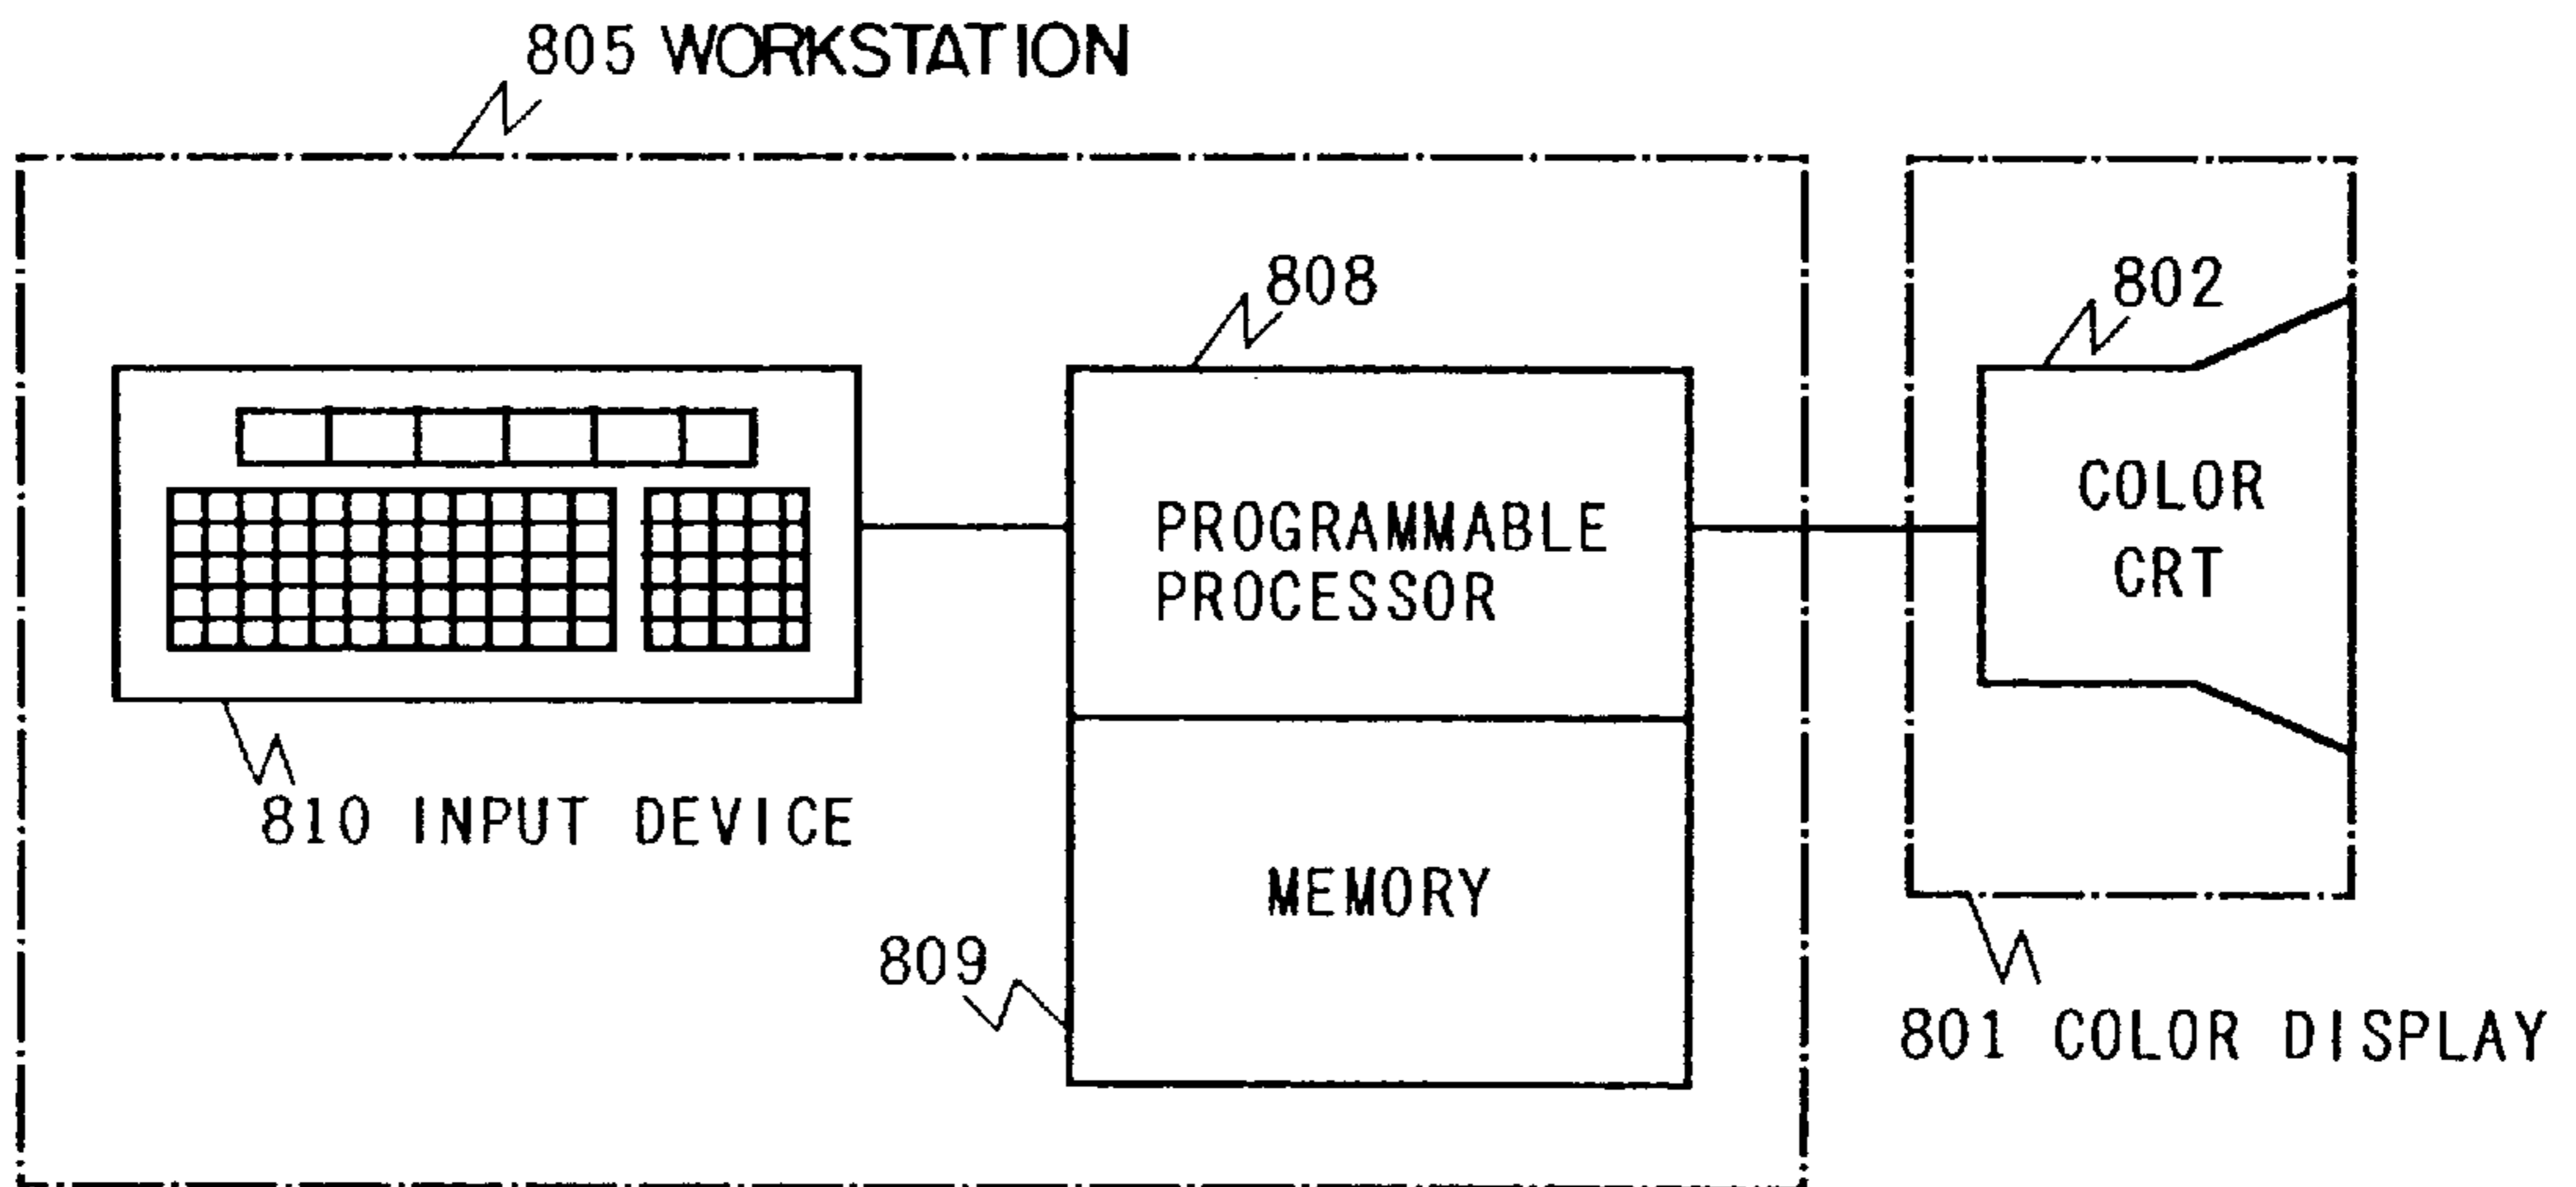 805 WORKSTATION
808
802
PROGRAMMABLE
PROCESSOR
COLOR
CRT
810 INPUT DEVICE
MEMORY
809
801 COLOR DISPLAY